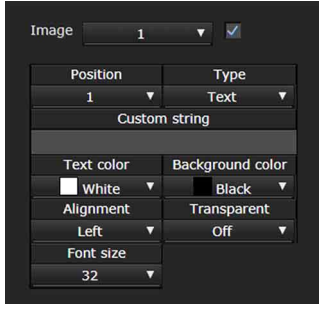 Image 1
Position Type
1 Text
Custom string
Text color Background color
White Black
Alignment Transparent
Left Off
Font size
32